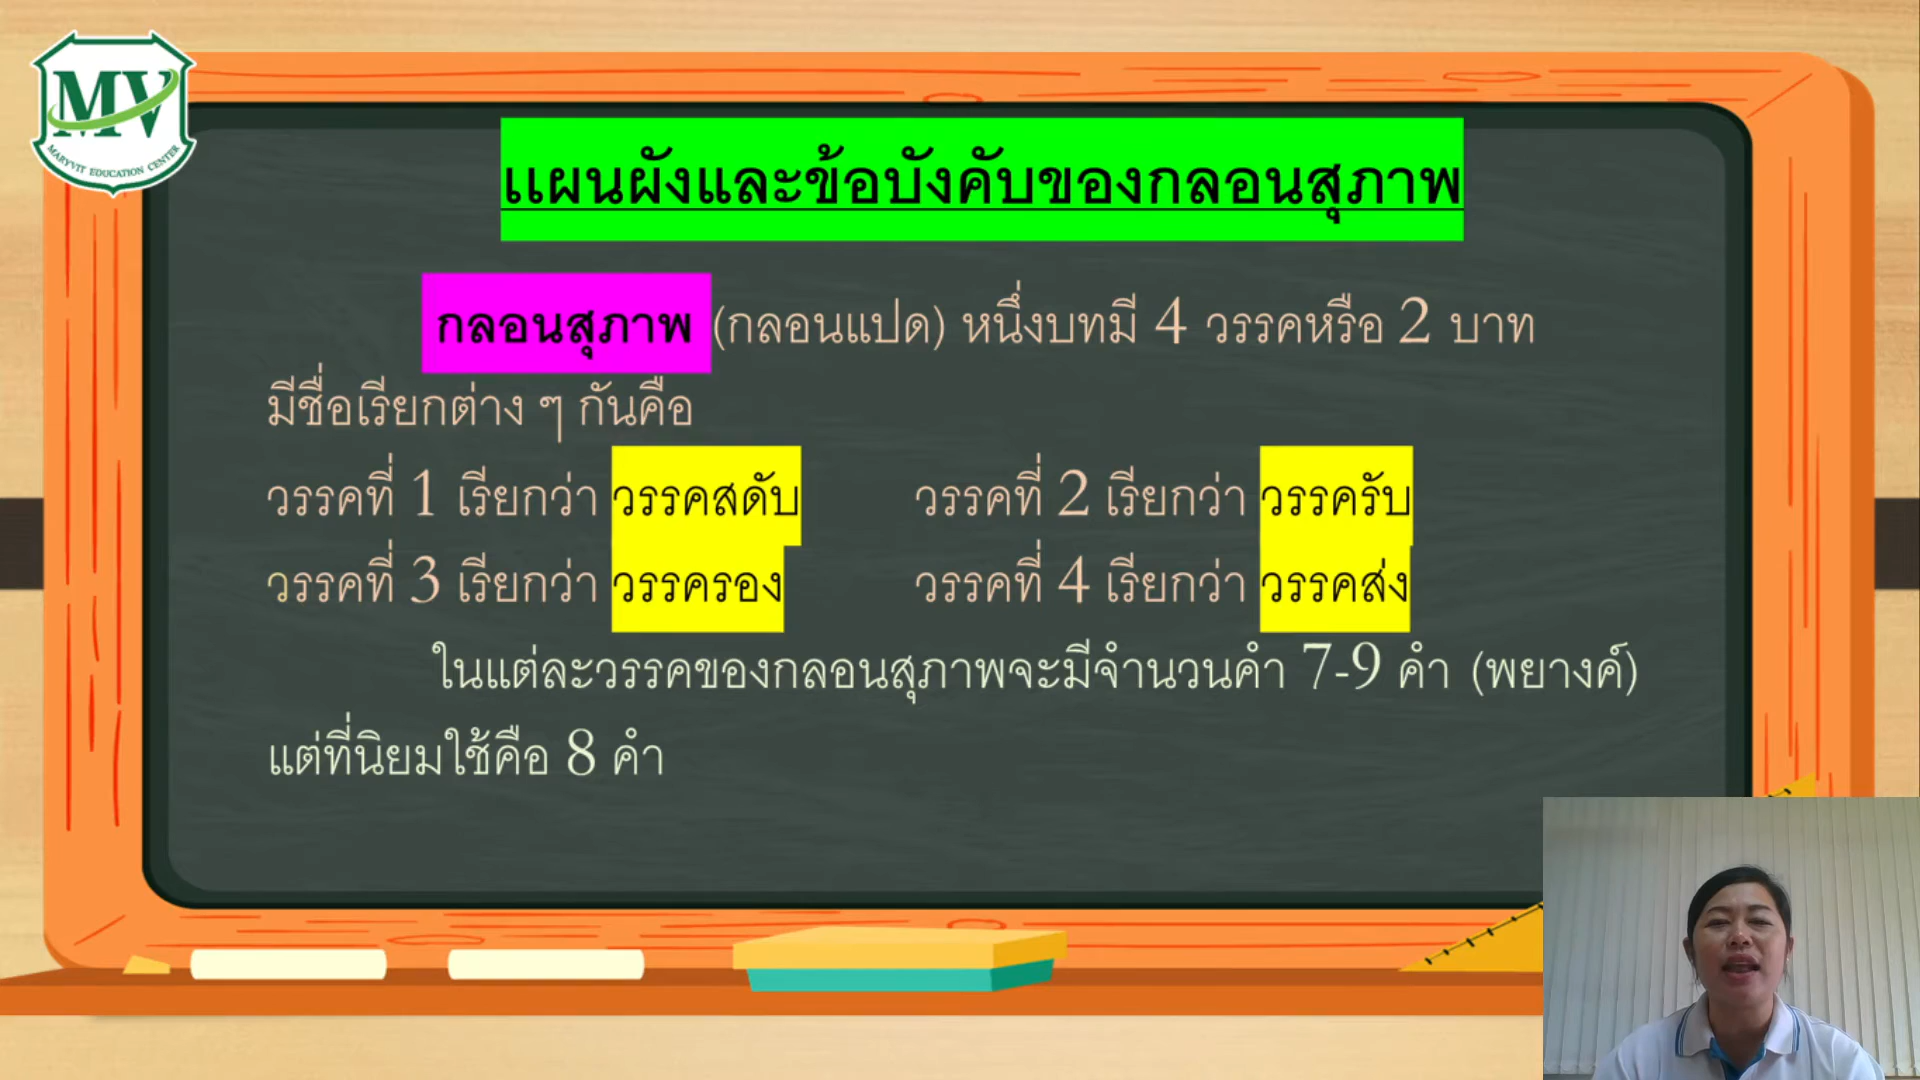 MV
MARYVIT EDUCATION CENTER
แผนผังและข้อบังคับของกลอนสุภาพ
กลอนสุภาพ (กลอนแปด) หนึ่งบทมี 4 วรรคหรือ 2 บาท
มีชื่อเรียกต่าง ๆ กันคือ
วรรคที่ 1 เรียกว่า วรรคสดับ วรรคที่ 2 เรียกว่า วรรครับ
วรรคที่ 3 เรียกว่า วรรครอง วรรคที่ 4 เรียกว่า วรรคส่ง
ในแต่ละวรรคของกลอนสุภาพจะมีจำนวนคำ 7-9 คำ (พยางค์)
แต่ที่นิยมใช้คือ 8 คำ